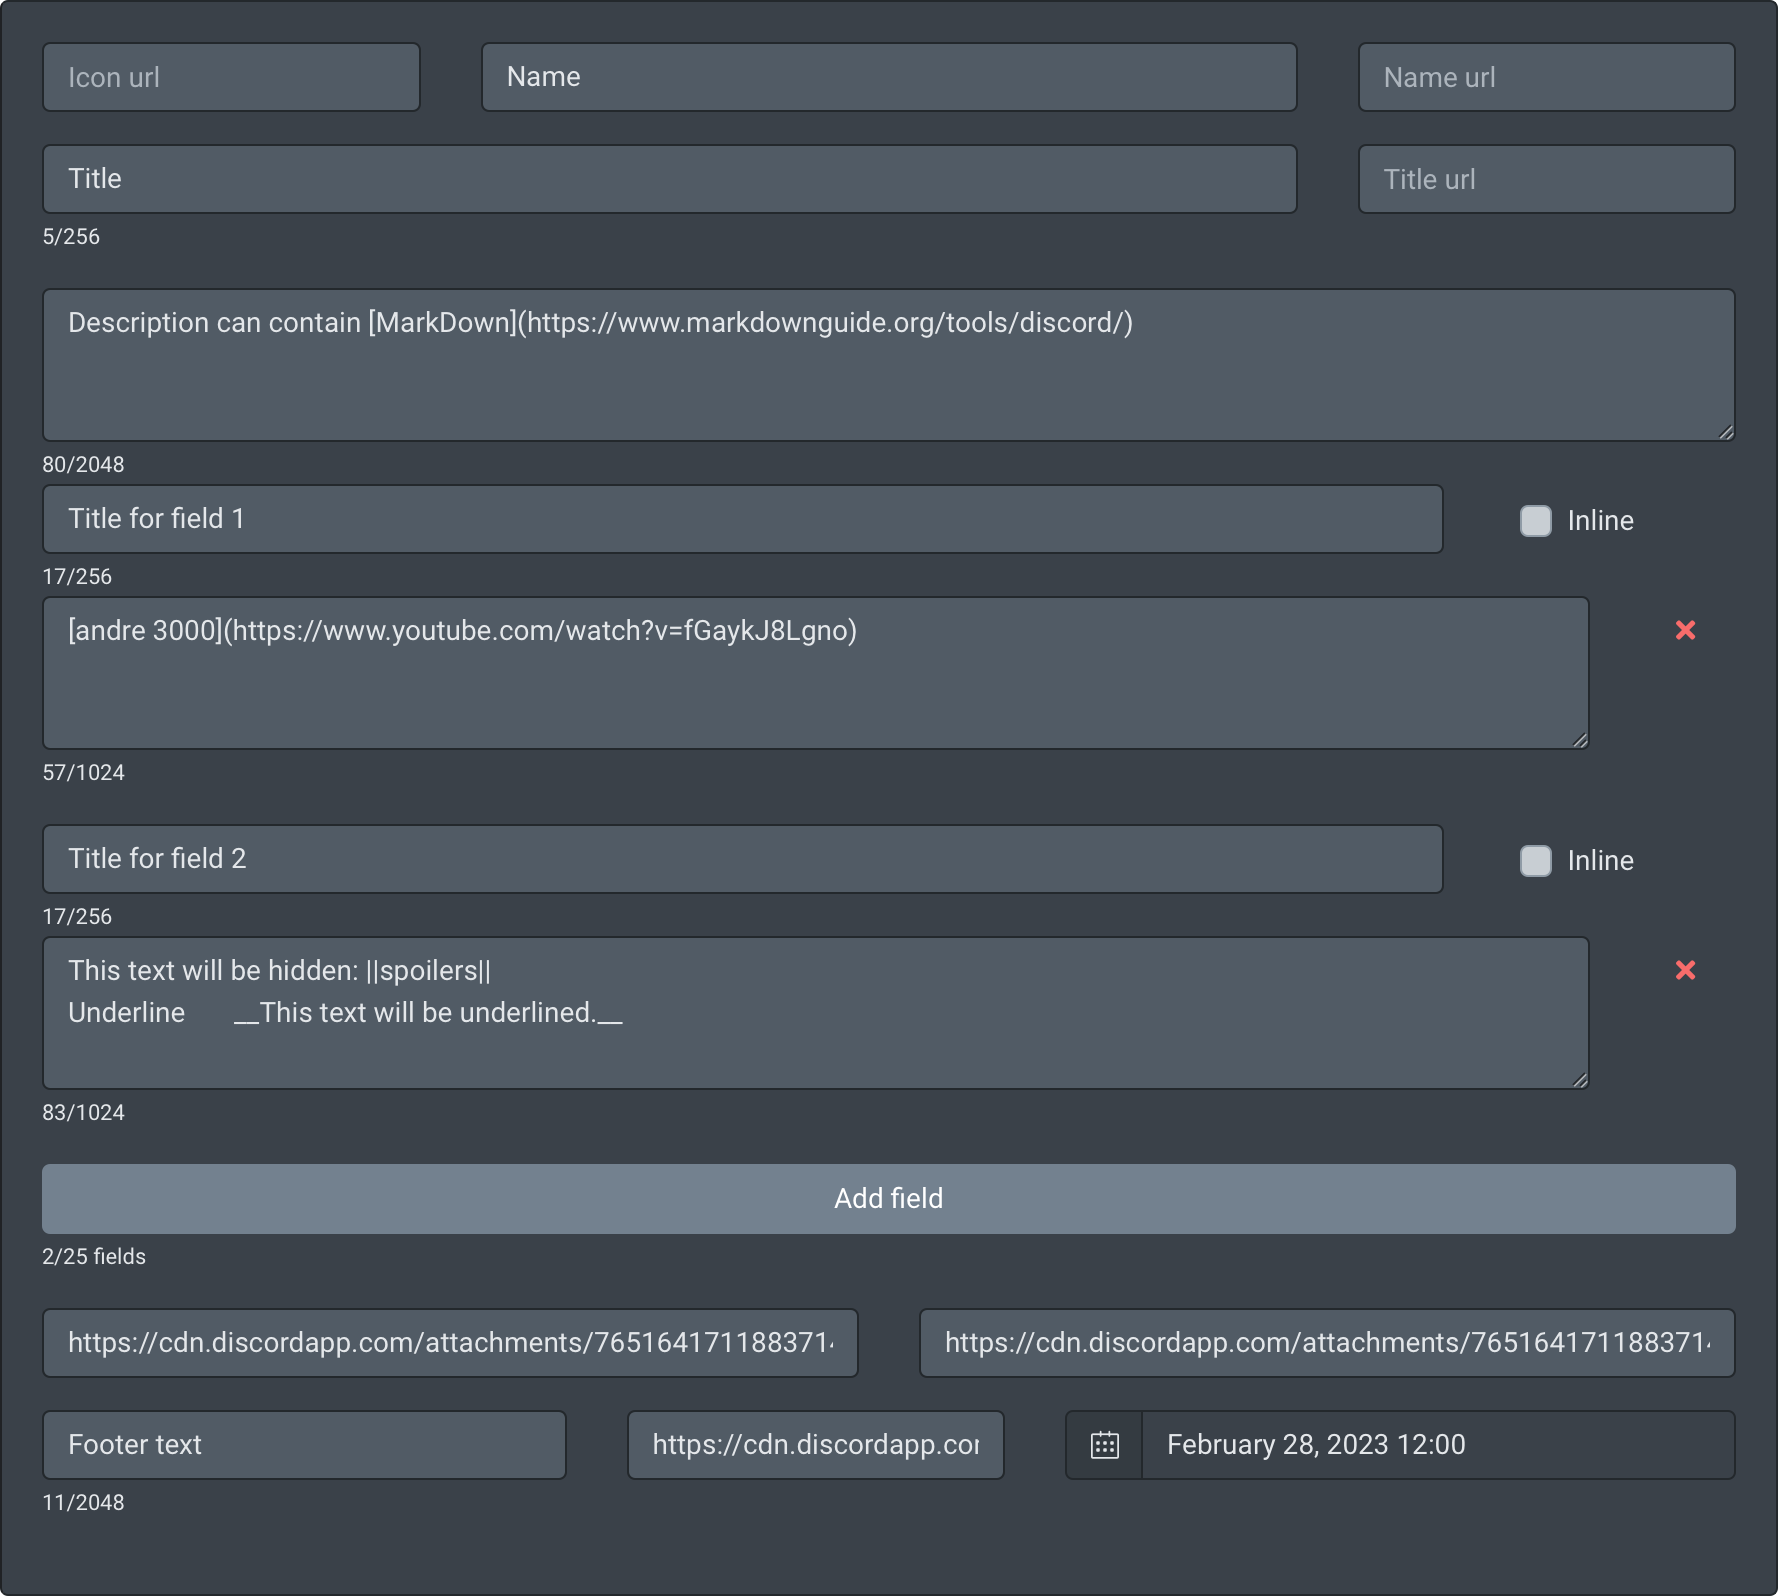 Icon url
Name
Name url
Title
Title url
5/256
Description can contain [MarkDown](https://www.markdownguide.org/tools/discord/)
80/2048
Title for field 1
Inline
17/256
[andre 3000](https://www.youtube.com/watch?v=fGaykJ8Lgno)
57/1024
Title for field 2
Inline
17/256
This text will be hidden: ||spoilers||
Underline __This text will be underlined.__
83/1024
Add field
2/25 fields
https://cdn.discordapp.com/attachments/765164171188371
https://cdn.discordapp.com/attachments/765164171188371
Footer text
https://cdn.discordapp.co
February 28, 2023 12:00
11/2048